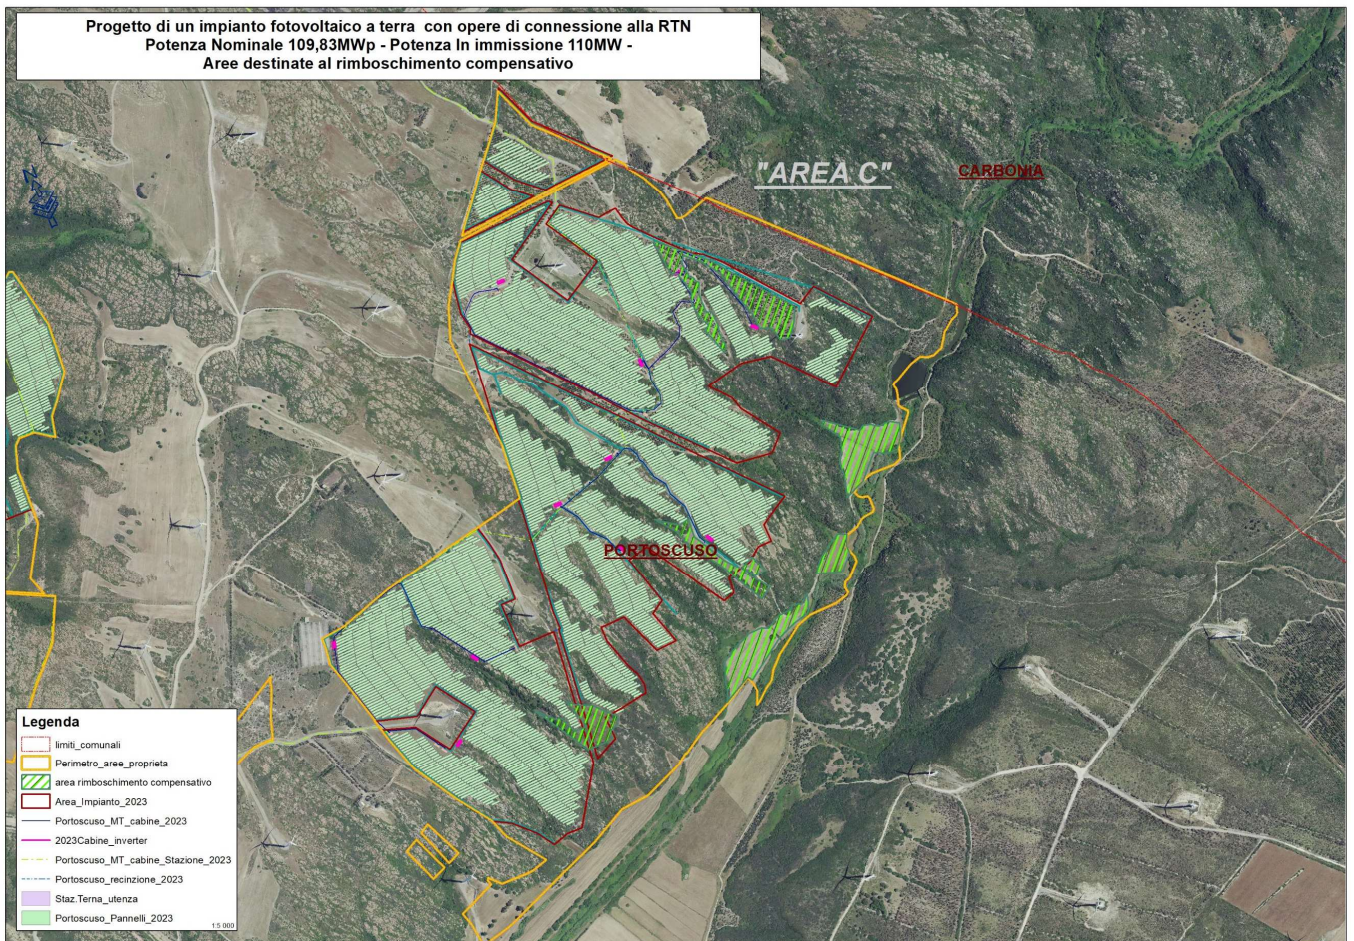 Progetto di un impianto fotovoltaico a terra con opere di connessione alla RTN
Potenza Nominale 109,83MWp - Potenza In immissione 110MW -
Aree destinate al rimboschimento compensativo
"AREA C"
CARBONIA
PORTOSCUSO
Legenda
limiti_comunali
Perimetro_aree_proprieta
area rimboschimento compensativo
Area_Impianto_2023
Portoscuso_MT_cabine_2023
2023Cabine_inverter
Portoscuso_MT_cabine_Stazione_2023
Portoscuso_recinzione_2023
Staz.Terna_utenza
Portoscuso_Pannelli_2023
1:5 000